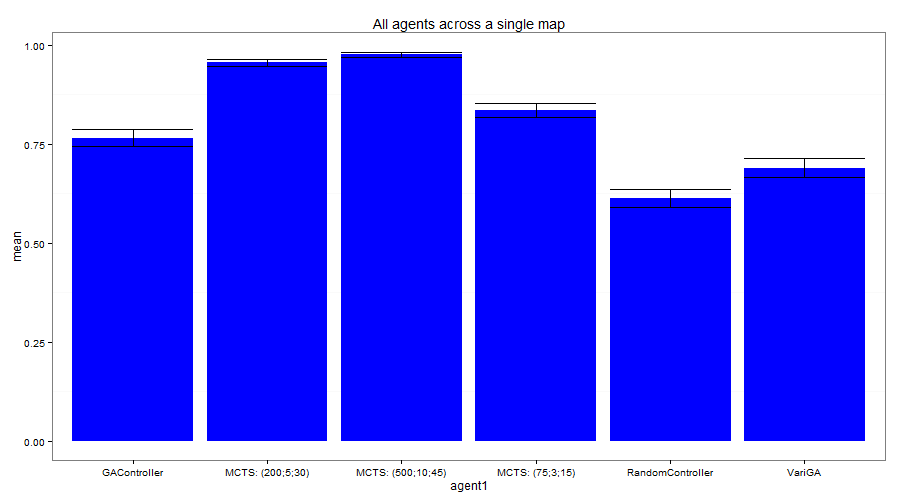 All agents across a single map
1.00
0.75
0.50
0.25
0.00
mean
GAController MCTS: (200;5;30) MCTS: (500;10;45) MCTS: (75;3;15) RandomController VariGA
agent1